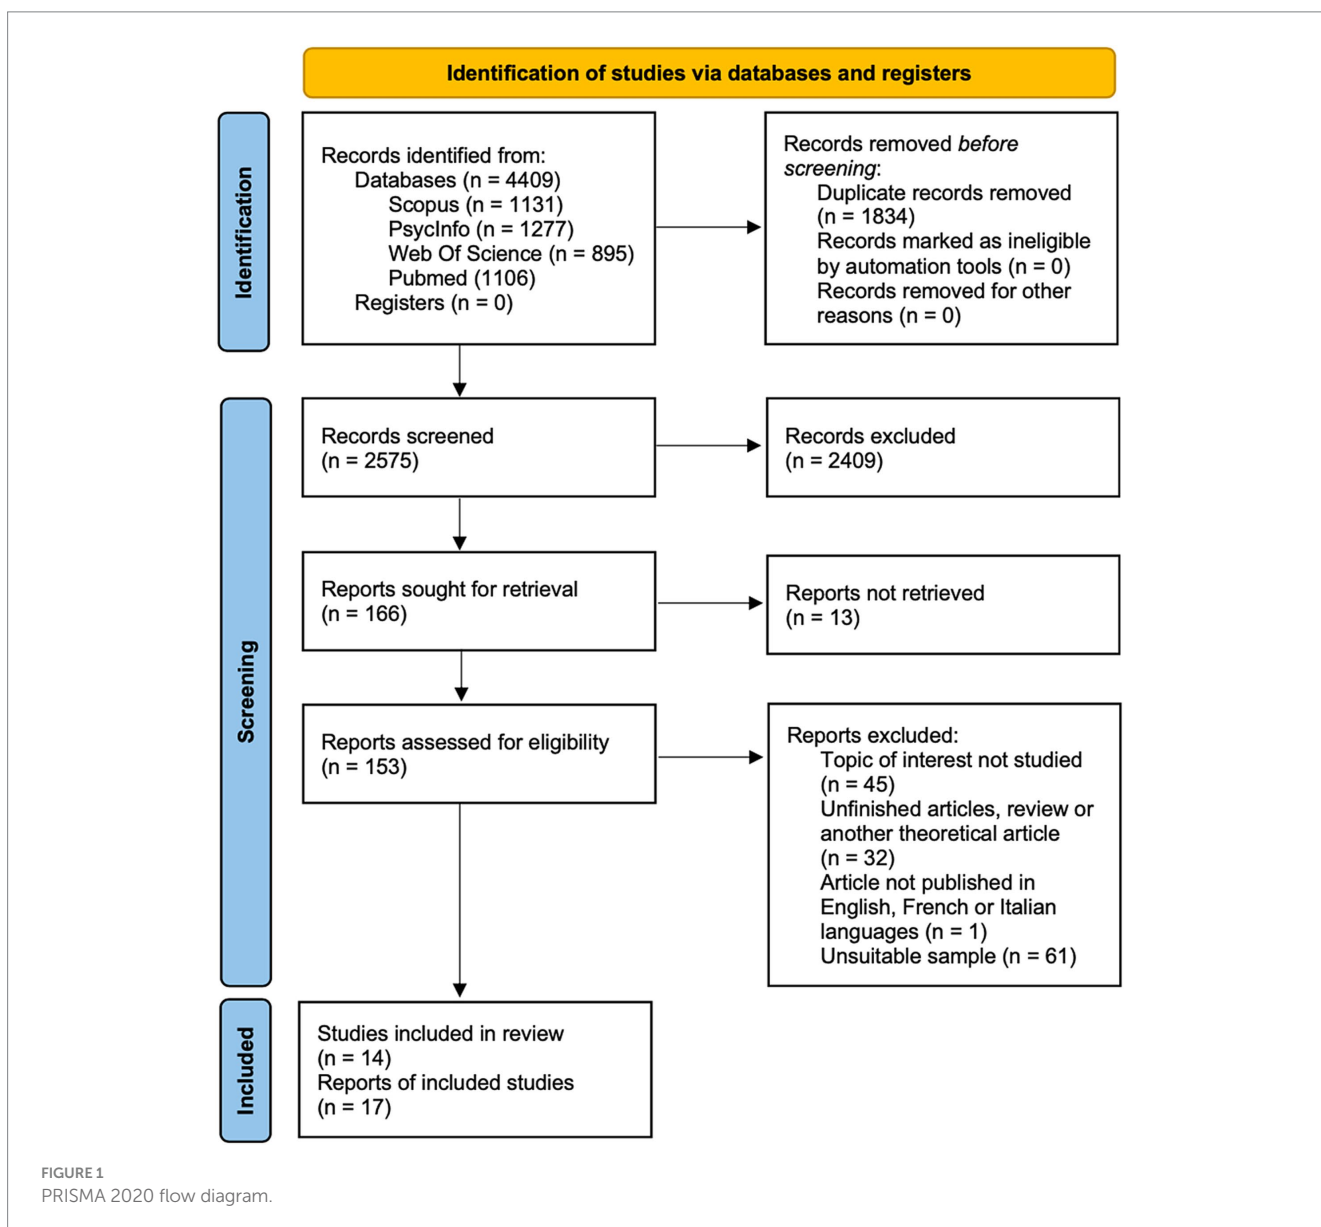 Identification of studies via databases and registers
Identification
Records identified from:
Databases (n = 4409)
Scopus (n = 1131)
PsycInfo (n = 1277)
Web Of Science (n = 895)
Pubmed (1106)
Registers (n = 0)
Records removed before
screening:
Duplicate records removed
(n = 1834)
Records marked as ineligible
by automation tools (n = 0)
Records removed for other
reasons (n = 0)
Screening
Records screened
(n = 2575)
Records excluded
(n = 2409)
Reports sought for retrieval
(n = 166)
Reports not retrieved
(n = 13)
Reports assessed for eligibility
(n = 153)
Reports excluded:
Topic of interest not studied
(n = 45)
Unfinished articles, review or
another theoretical article
(n = 32)
Article not published in
English, French or Italian
languages (n = 1)
Unsuitable sample (n = 61)
Included
Studies included in review
(n = 14)
Reports of included studies
(n = 17)
FIGURE 1
PRISMA 2020 flow diagram.